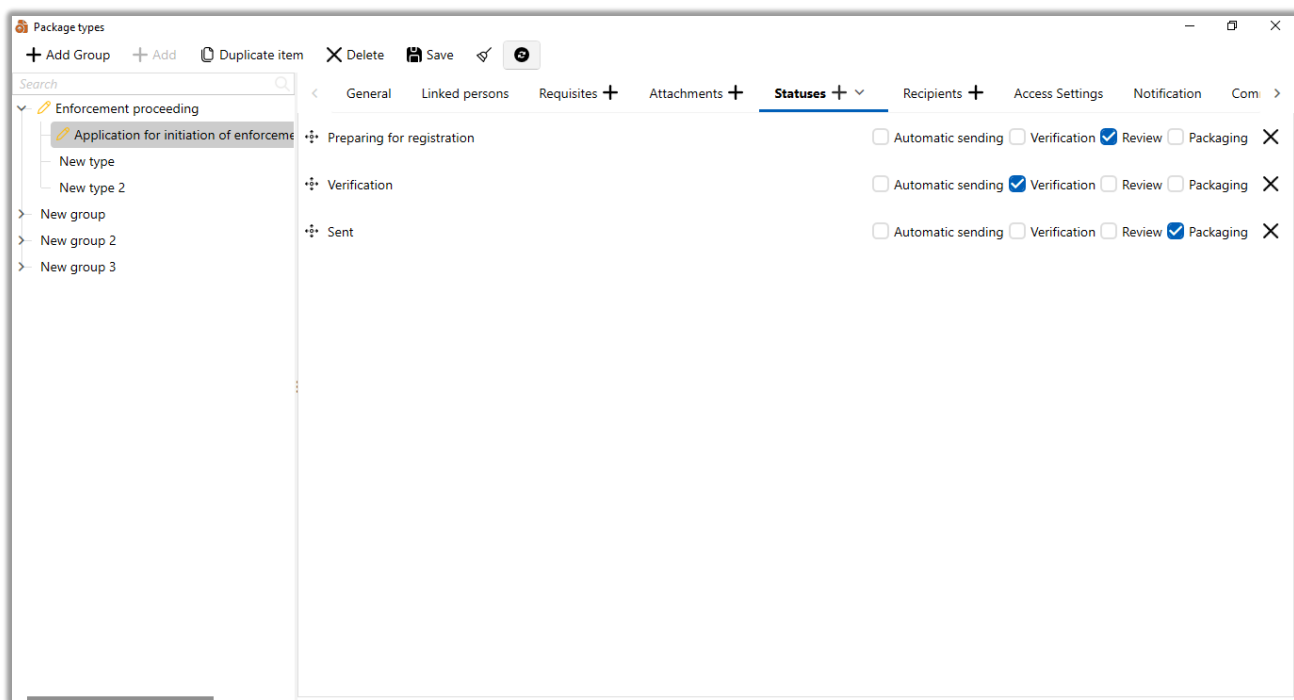 Package types
Add Group Add Duplicate item Delete Save
Search
General Linked persons Requisites Attachments Statuses Recipients Access Settings Notification Com
Enforcement proceeding
Application for initiation of enforceme
New type
New type 2
New group
New group 2
New group 3
Preparing for registration Automatic sending Verification Review Packaging
Verification Automatic sending Verification Review Packaging
Sent Automatic sending Verification Review Packaging